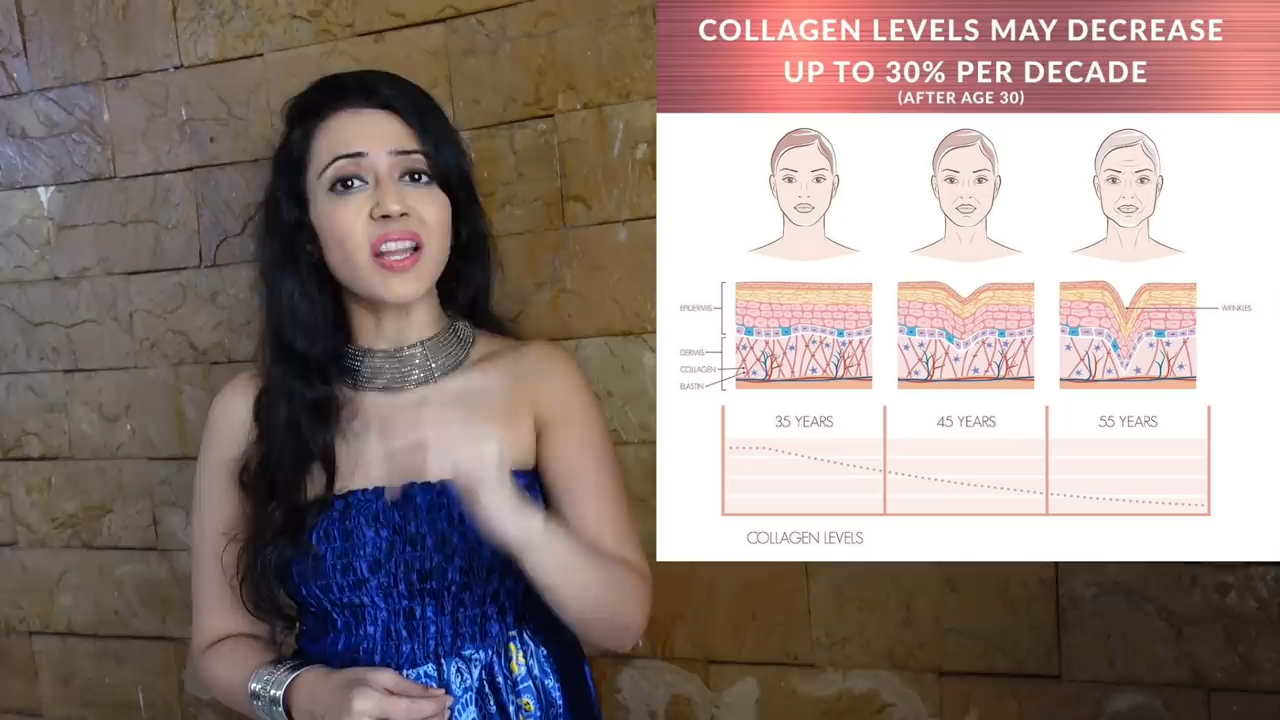 COLLAGEN LEVELS MAY DECREASE
UP TO 30% PER DECADE
(AFTER AGE 30)
EPIDERMIS
WRINKLES
DERMIS
COLLAGEN
ELASTIN
35 YEARS
45 YEARS
55 YEARS
COLLAGEN LEVELS